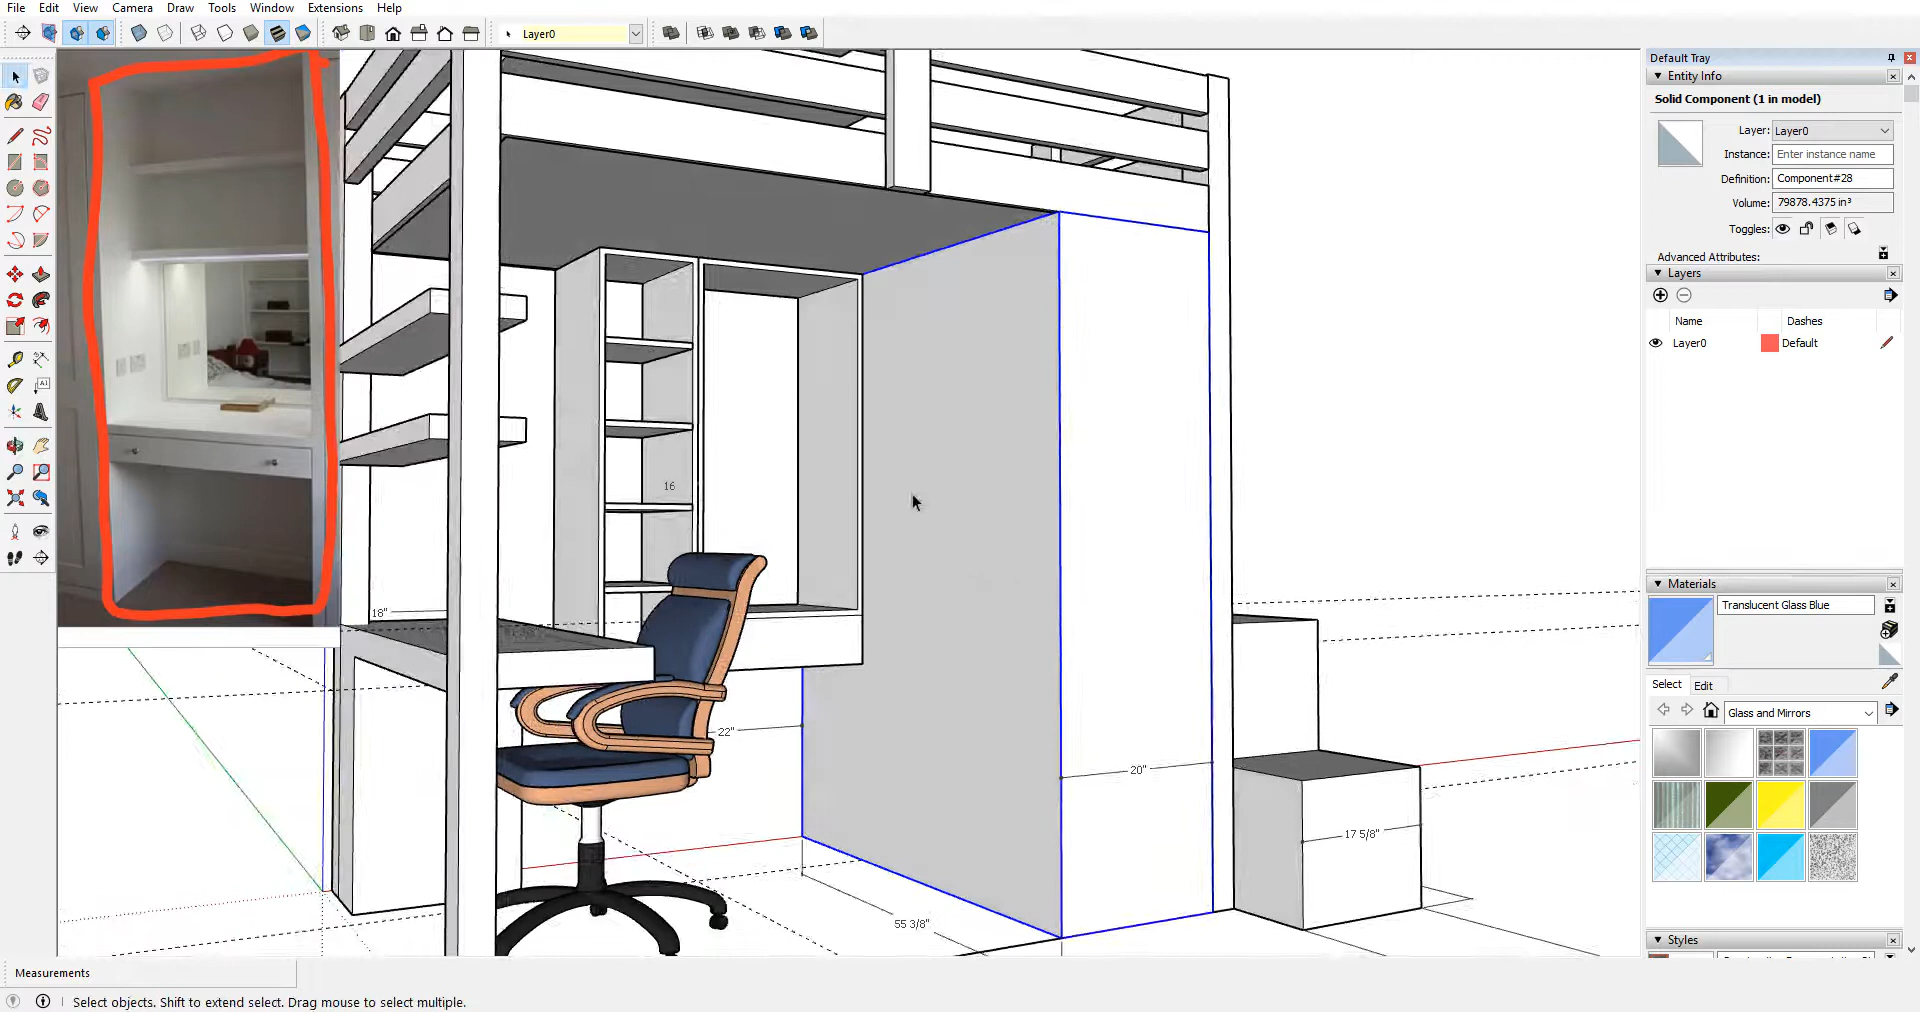 File Edit View Camera Draw Tools Window Extensions Help
Layer0
Default Tray
Entity Info
Solid Component (1 in model)
Layer: Layer0
Instance: Enter instance name
Definition: Component#28
Volume: 79878.4375 in³
Toggles:
Advanced Attributes:
Layers
Name Dashes
Layer0 Default
16
18"
22"
20"
17 5/8"
55 3/8"
Materials
Translucent Glass Blue
Select Edit
Glass and Mirrors
Styles
Measurements
Select objects. Shift to extend select. Drag mouse to select multiple.